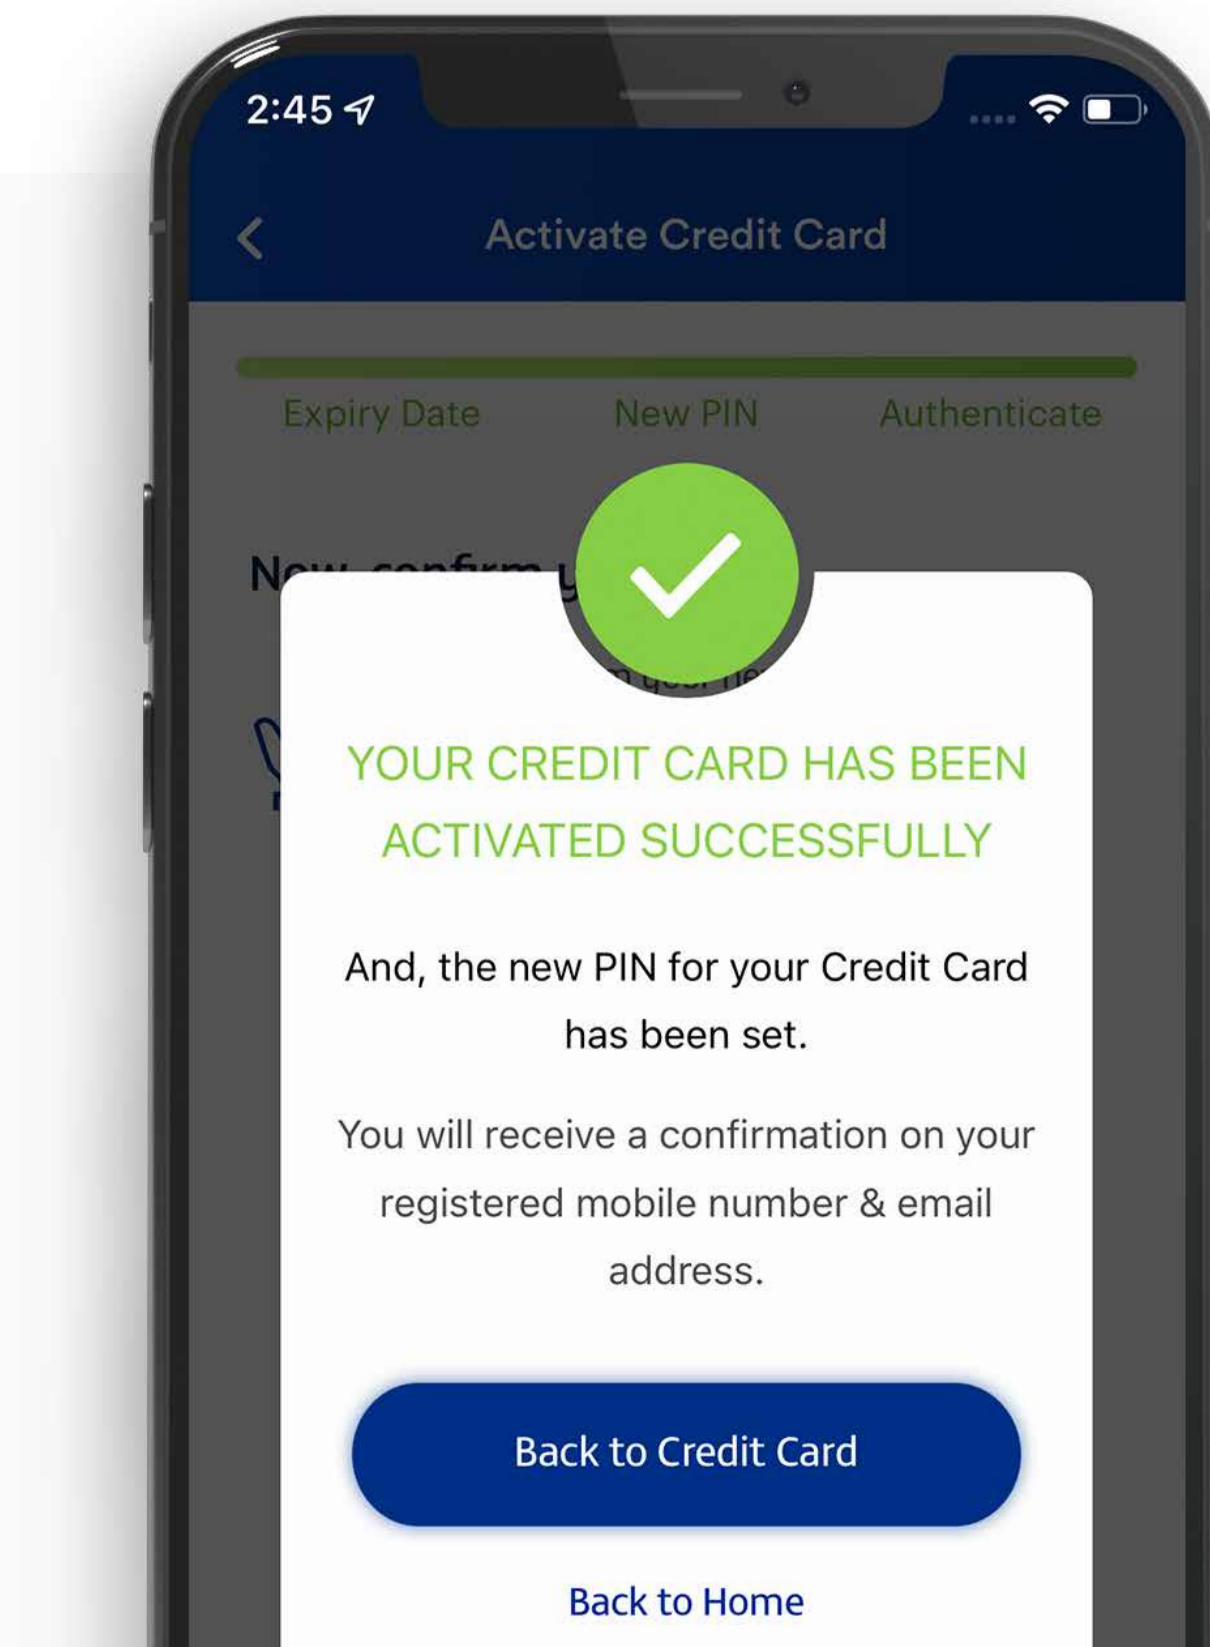 2:45
Activate Credit Card
Expiry Date New PIN Authenticate
Now, confirm
YOUR CREDIT CARD HAS BEEN
ACTIVATED SUCCESSFULLY
And, the new PIN for your Credit Card
has been set.
You will receive a confirmation on your
registered mobile number & email
address.
Back to Credit Card
Back to Home